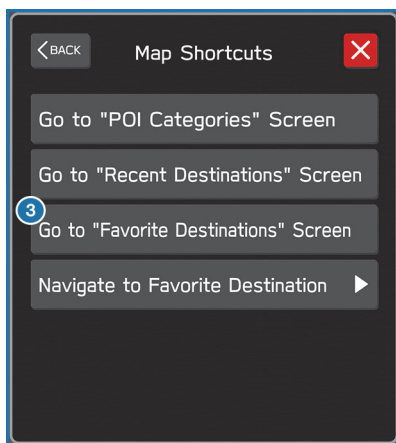 BACK
Map Shortcuts
Go to "POI Categories" Screen
Go to "Recent Destinations" Screen
3
Go to "Favorite Destinations" Screen
Navigate to Favorite Destination